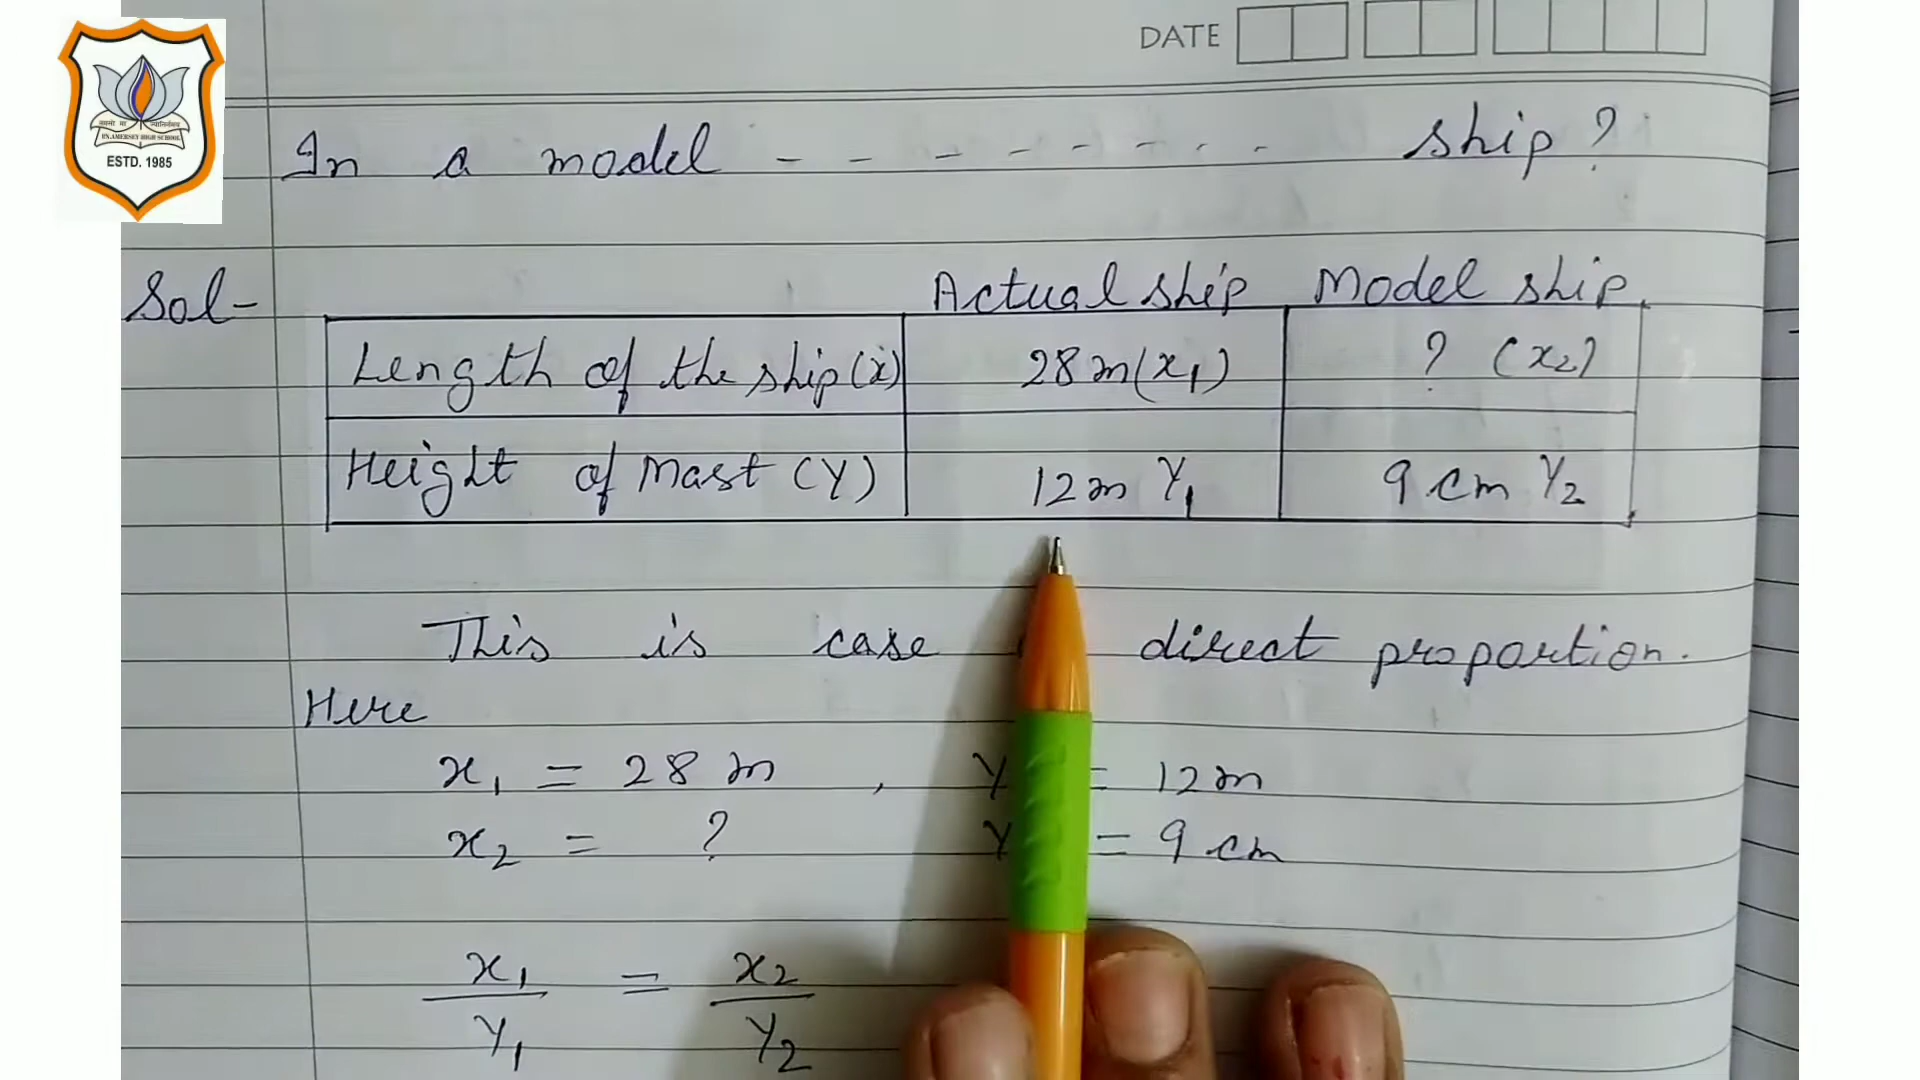 DATE
ESTD. 1985
In a model - - - - - - - - - ship?
Sol-
Actual ship Model ship
Length of the ship (x) 28 m (x1) ? (x2)
Height of Mast (Y) 12 m Y1 9 cm Y2
This is case direct proportion.
Here
x1 = 28 m , Y = 12 m
x2 = ? Y = 9 cm
x1 = x2
Y1 Y2